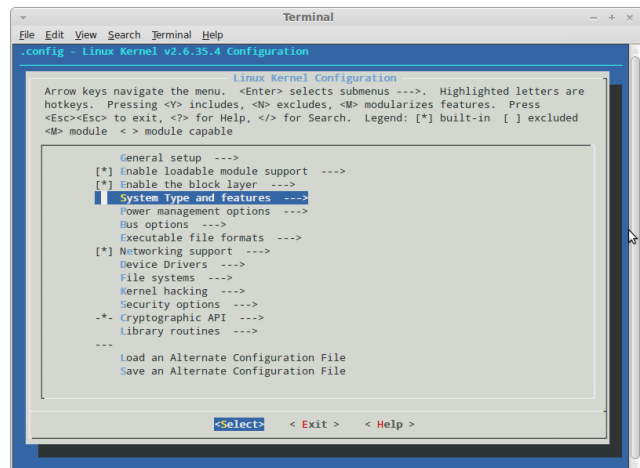 Terminal
File Edit View Search Terminal Help
.config - Linux Kernel v2.6.35.4 Configuration
Linux Kernel Configuration
Arrow keys navigate the menu. <Enter> selects submenus --->. Highlighted letters are
hotkeys. Pressing <Y> includes, <N> excludes, <M> modularizes features. Press
<Esc><Esc> to exit, <?> for Help, </> for Search. Legend: [*] built-in [ ] excluded
<M> module < > module capable
General setup --->
[*] Enable loadable module support --->
[*] Enable the block layer --->
System Type and features --->
Power management options --->
Bus options --->
Executable file formats --->
[*] Networking support --->
Device Drivers --->
File systems --->
Kernel hacking --->
Security options --->
-*- Cryptographic API --->
Library routines --->
---
Load an Alternate Configuration File
Save an Alternate Configuration File
<Select> < Exit > < Help >